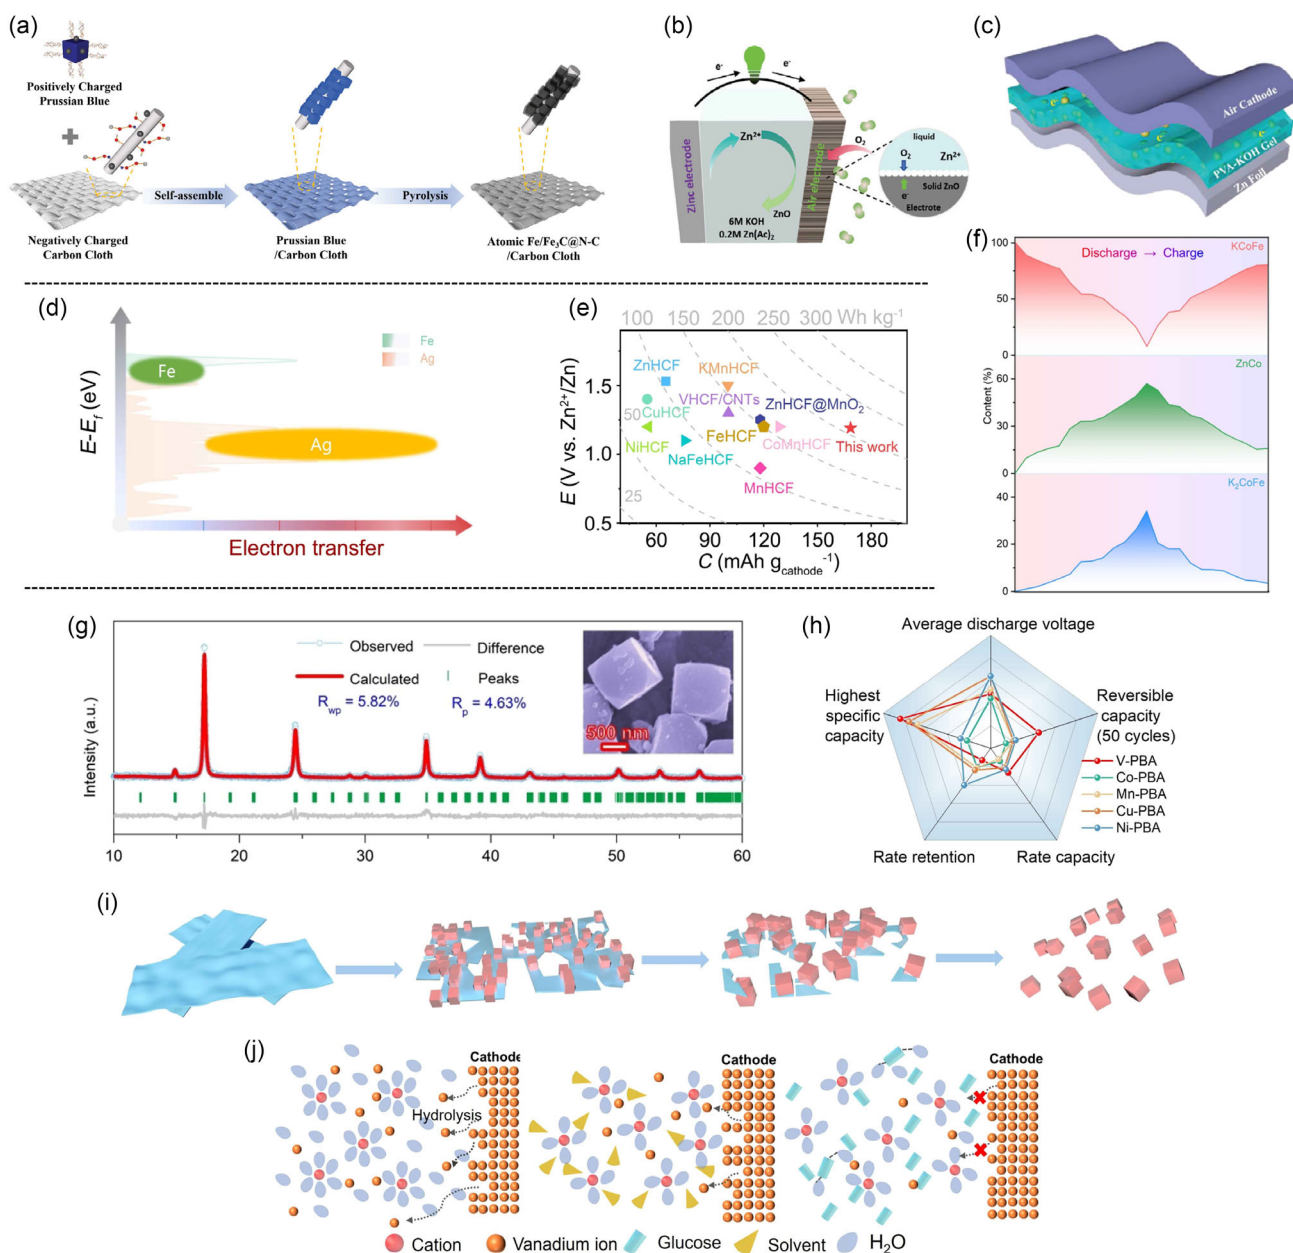 (a)
Positively Charged
Prussian Blue
Self-assemble
Pyrolysis
Negatively Charged
Carbon Cloth
Prussian Blue
/Carbon Cloth
Atomic Fe/Fe₃C@N-C
/Carbon Cloth
(b)
e⁻
e⁻
Zinc electrode
Zn²⁺
ZnO
6M KOH
0.2M Zn(Ac)₂
Air electrode
O₂
liquid
O₂
Zn²⁺
Solid ZnO
e⁻
Electrote
(c)
Air Cathode
e⁻
e⁻
PVA-KOH Gel
Zn Foil
(d)
Fe
Ag
Fe
Ag
E-E_f (eV)
Electron transfer
(e)
100 150 200 250 300 Wh kg⁻¹
ZnHCF
KMnHCF
VHCF/CNTs
CuHCF
50
ZnHCF@MnO₂
NiHCF
FeHCF
CoMnHCF
This work
NaFeHCF
MnHCF
25
1.5
1.0
0.5
E (V vs. Zn²⁺/Zn)
60 90 120 150 180
C (mAh g_cathode⁻¹)
(f)
Discharge → Charge
KCoFe
100
50
0
ZnCo
60
30
0
K₂CoFe
40
20
0
Content (%)
(g)
Observed
Difference
Calculated
Peaks
R_wp = 5.82%
R_p = 4.63%
500 nm
Intensity (a.u.)
10 20 30 40 50 60
(h)
Average discharge voltage
Highest
specific
capacity
Reversible
capacity
(50 cycles)
V-PBA
Co-PBA
Mn-PBA
Cu-PBA
Ni-PBA
Rate retention
Rate capacity
(i)
(j)
Cathode
Hydrolysis
Cathode
Cathode
Cation
Vanadium ion
Glucose
Solvent
H₂O